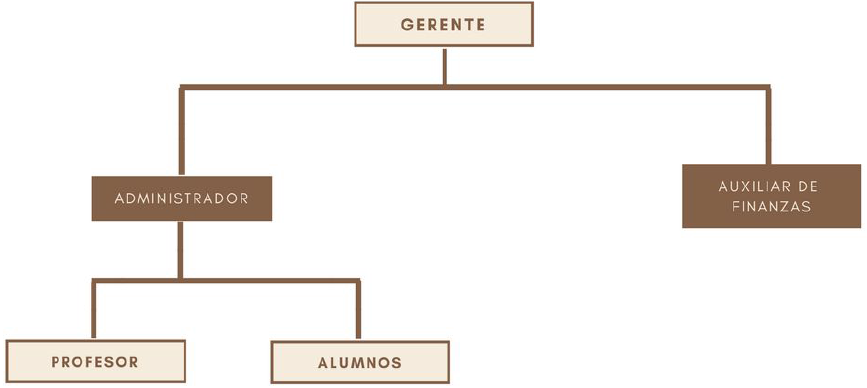 GERENTE
ADMINISTRADOR
AUXILIAR DE
FINANZAS
PROFESOR
ALUMNOS